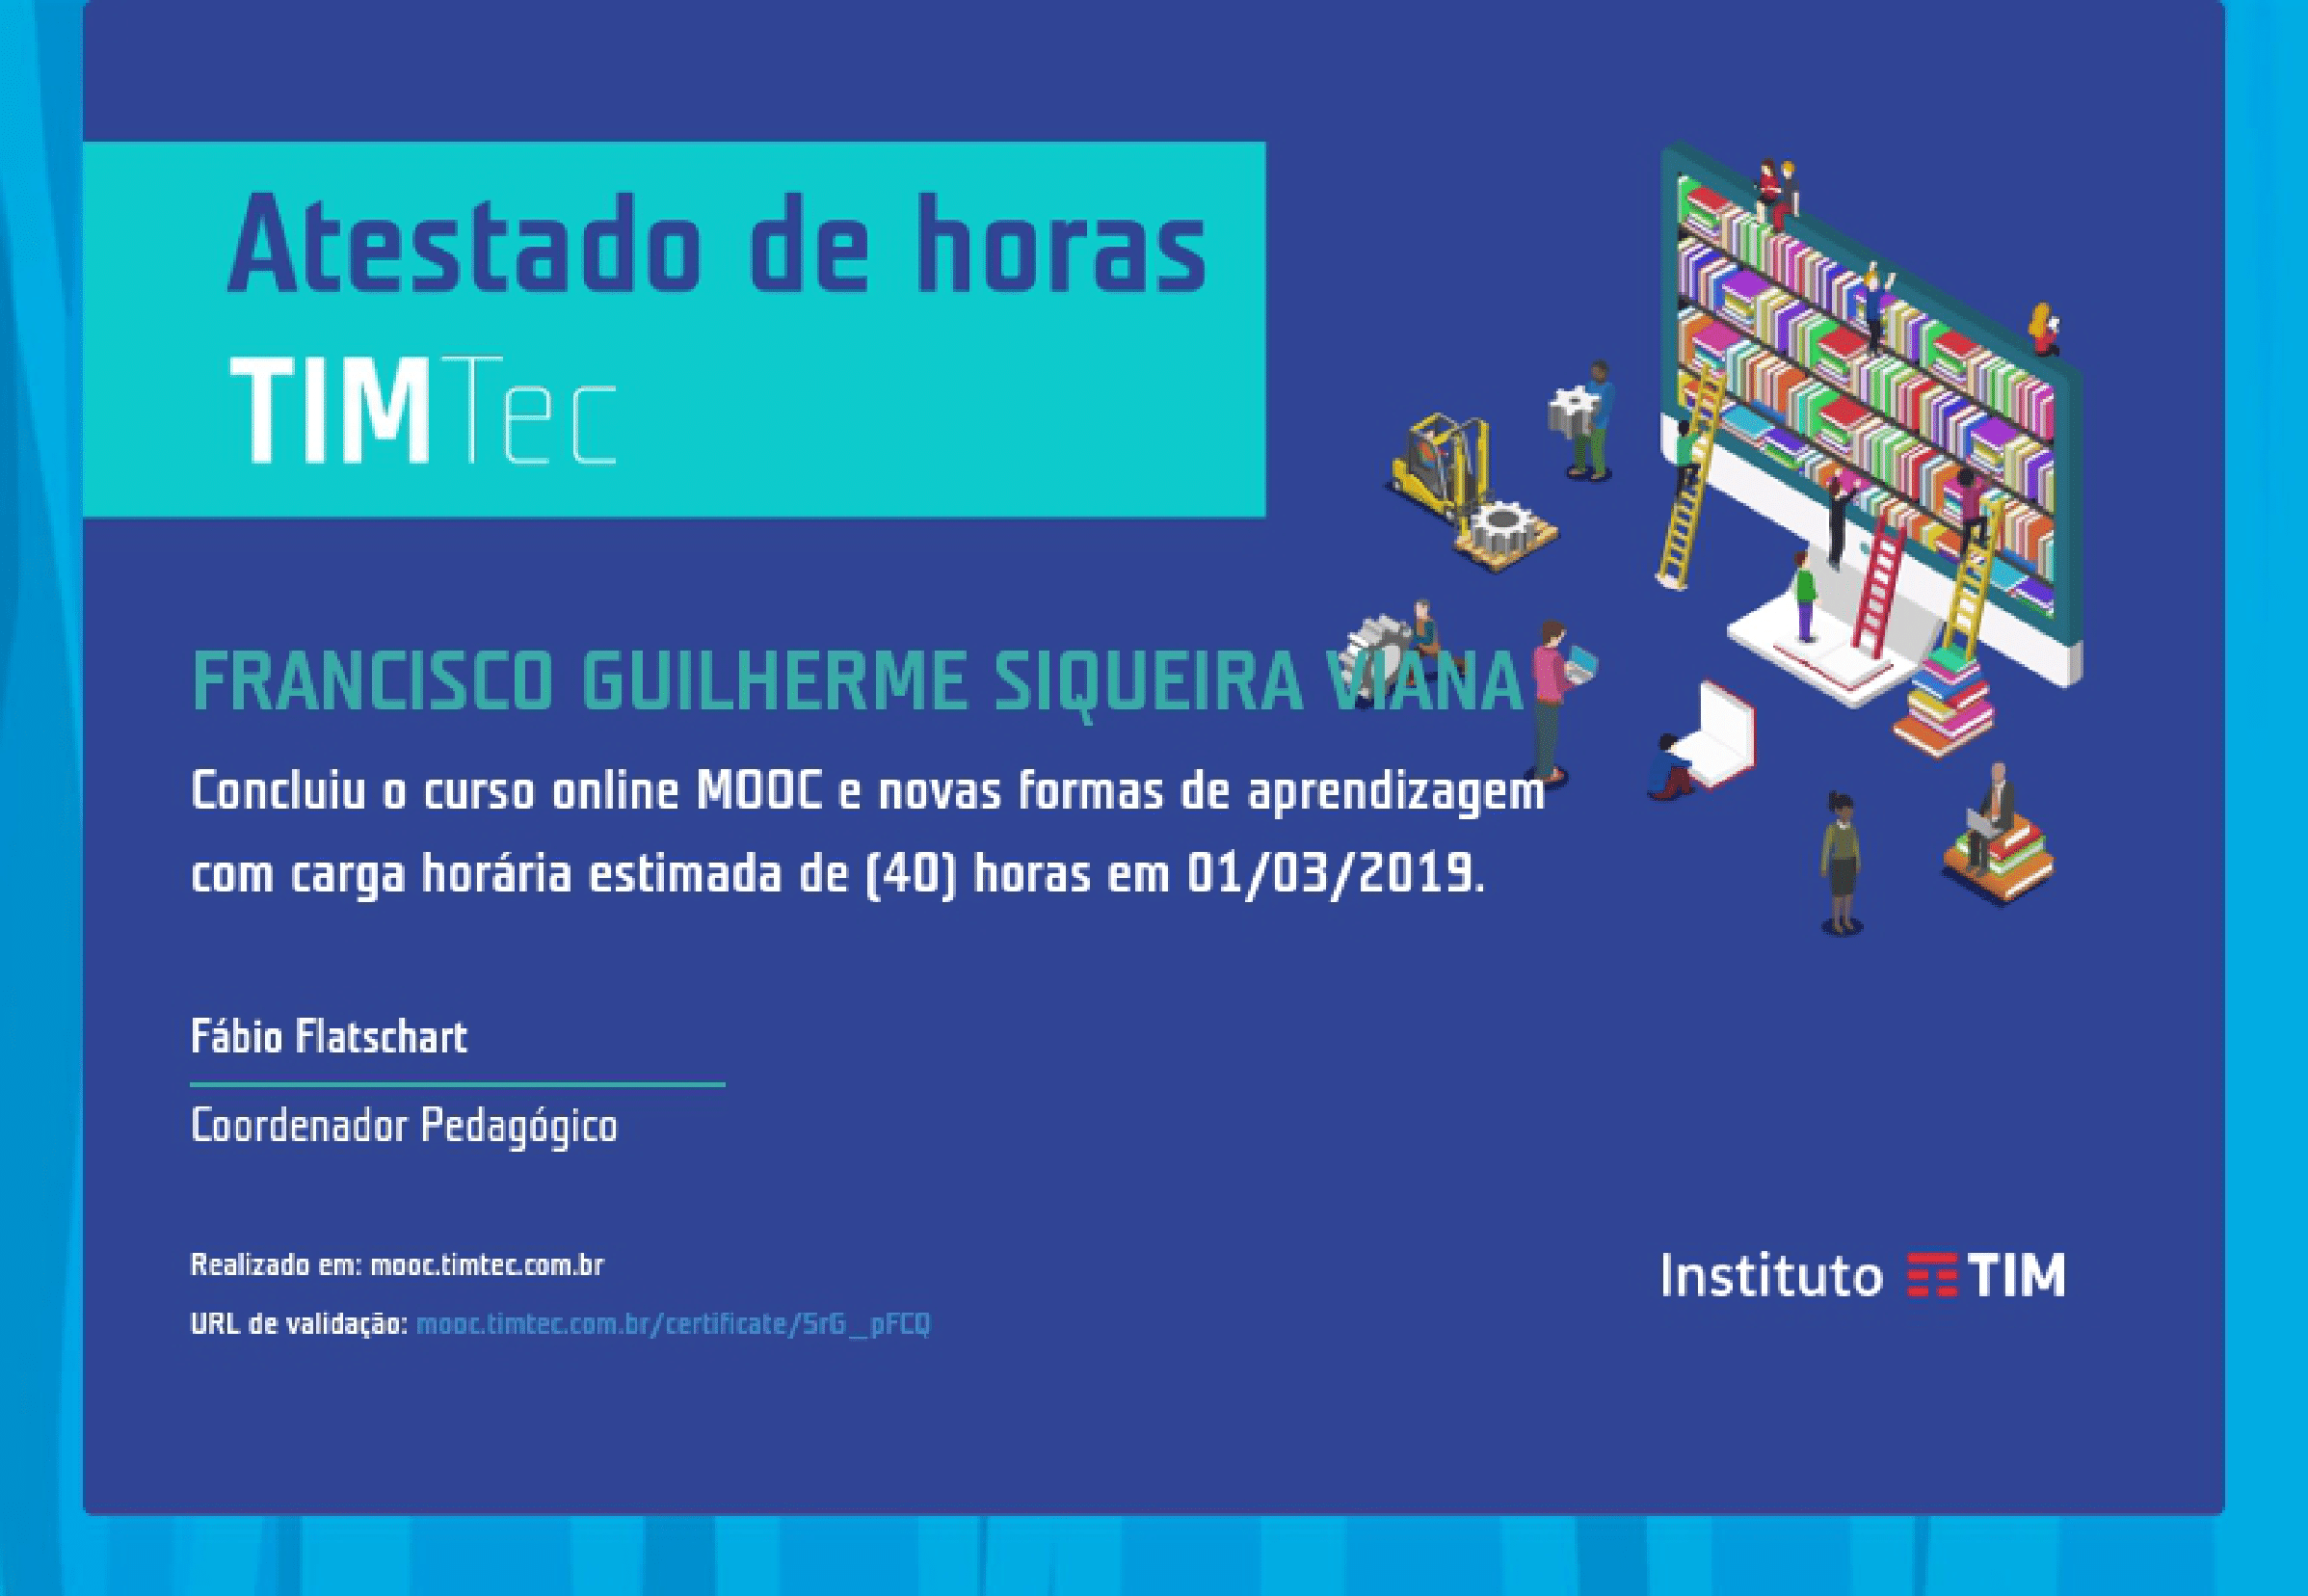 Atestado de horas
TIMTec
FRANCISCO GUILHERME SIQUEIRA VIANA
Concluiu o curso online MOOC e novas formas de aprendizagem
com carga horária estimada de (40) horas em 01/03/2019.
Fábio Flatschart
Coordenador Pedagógico
Realizado em: mooc.timtec.com.br
URL de validação: mooc.timtec.com.br/certificate/5rG_pFCQ
Instituto TIM